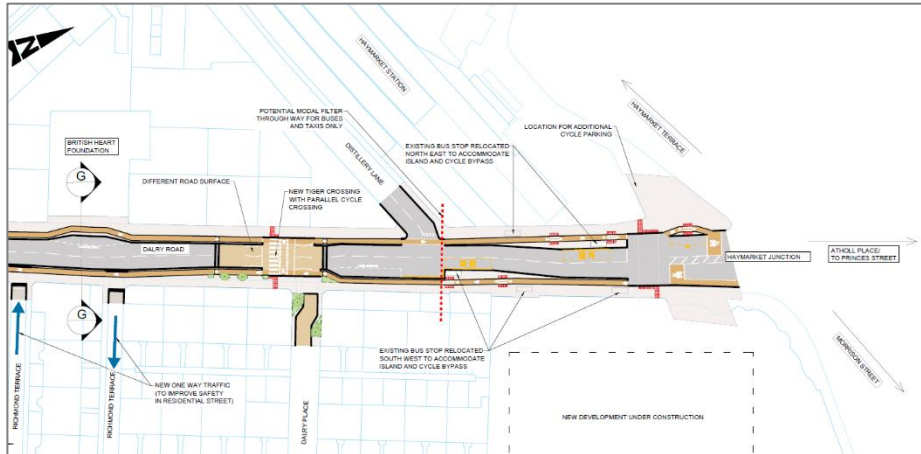 N
HAYMARKET STATION
HAYMARKET TERRACE
POTENTIAL MODAL FILTER
THROUGH WAY FOR BUSES
AND TAXIS ONLY
LOCATION FOR ADDITIONAL
CYCLE PARKING
BRITISH HEART
FOUNDATION
EXISTING BUS STOP RELOCATED
NORTH EAST TO ACCOMMODATE
ISLAND AND CYCLE BYPASS
DISTILLERY LANE
G
DIFFERENT ROAD SURFACE
NEW TIGER CROSSING
WITH PARALLEL CYCLE
CROSSING
DALRY ROAD
HAYMARKET JUNCTION
ATHOLL PLACE/
TO PRINCES STREET
G
EXISTING BUS STOP RELOCATED
SOUTH WEST TO ACCOMMODATE
ISLAND AND CYCLE BYPASS
MORRISON STREET
RICHMOND TERRACE
RICHMOND TERRACE
NEW ONE WAY TRAFFIC
(TO IMPROVE SAFETY
IN RESIDENTIAL STREET)
DALRY PLACE
NEW DEVELOPMENT UNDER CONSTRUCTION